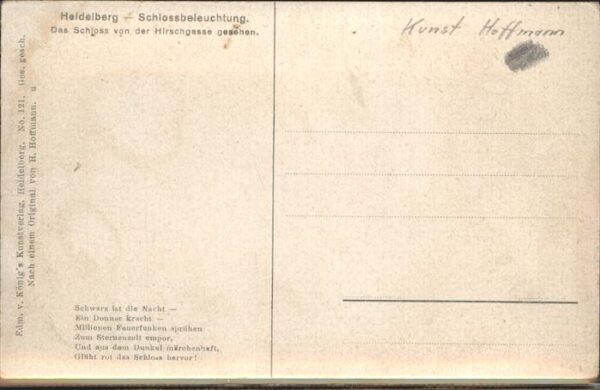 Heidelberg — Schlossbeleuchtung.
Das Schloss von der Hirschgasse gesehen.
Kunst Hoffmann
Edm. v. König's Kunstverlag, Heidelberg. No. 121. Ges. gesch.
Nach einem Original von H. Hoffmann. u
Schwarz ist die Nacht —
Ein Donner kracht —
Millionen Feuerfunken sprühen
Zum Sternenzelt empor,
Und aus dem Dunkel märchenhaft,
Glüht rot das Schloss hervor!